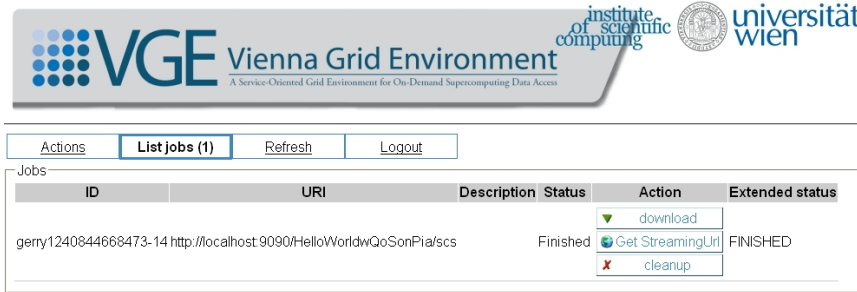 institute
of scientific
computing
universität
wien
VGE Vienna Grid Environment
A Service-Oriented Grid Environment for On-Demand Supercomputing Data Access
Actions List jobs (1) Refresh Logout
Jobs
ID URI Description Status Action Extended status
download
gerry1240844668473-14 http://localhost:9090/HelloWorldwQoSonPia/scs Finished Get StreamingUrl FINISHED
cleanup